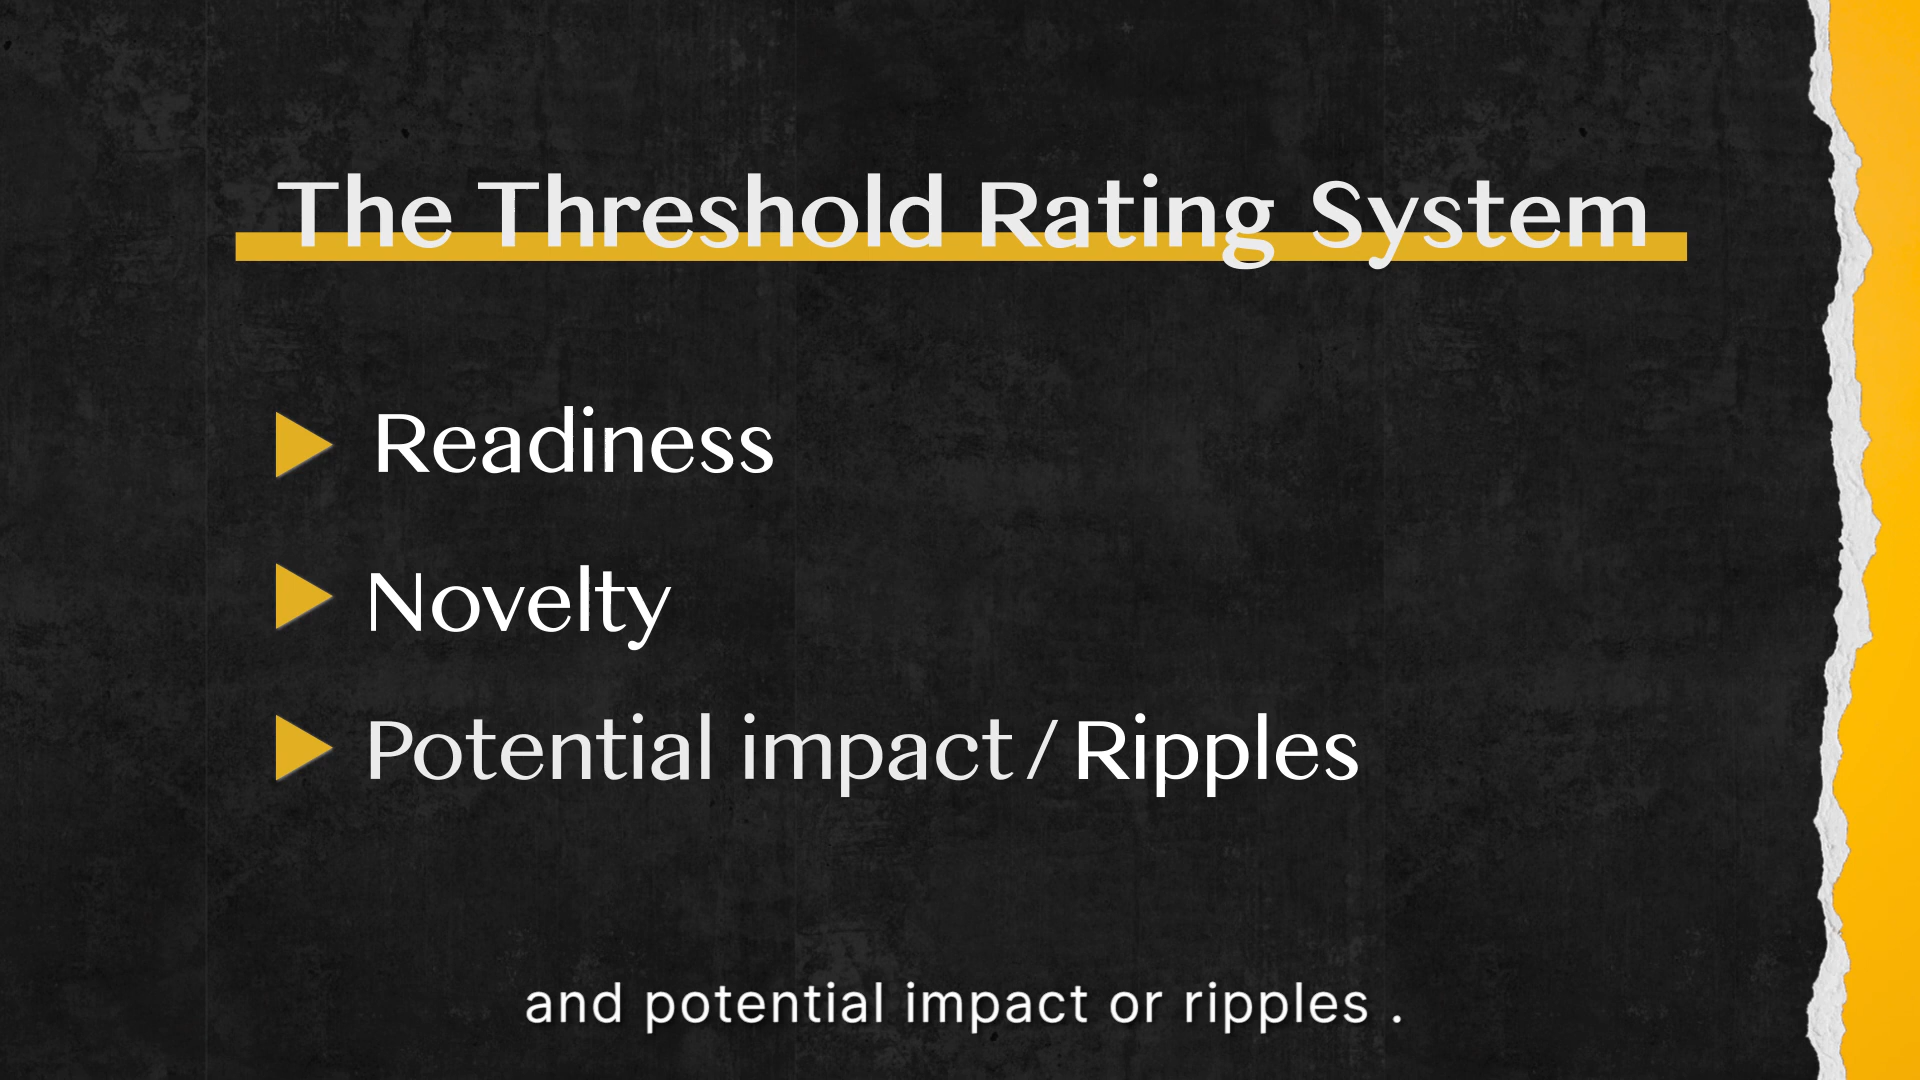 The Threshold Rating System
Readiness
Novelty
Potential impact / Ripples
and potential impact or ripples .